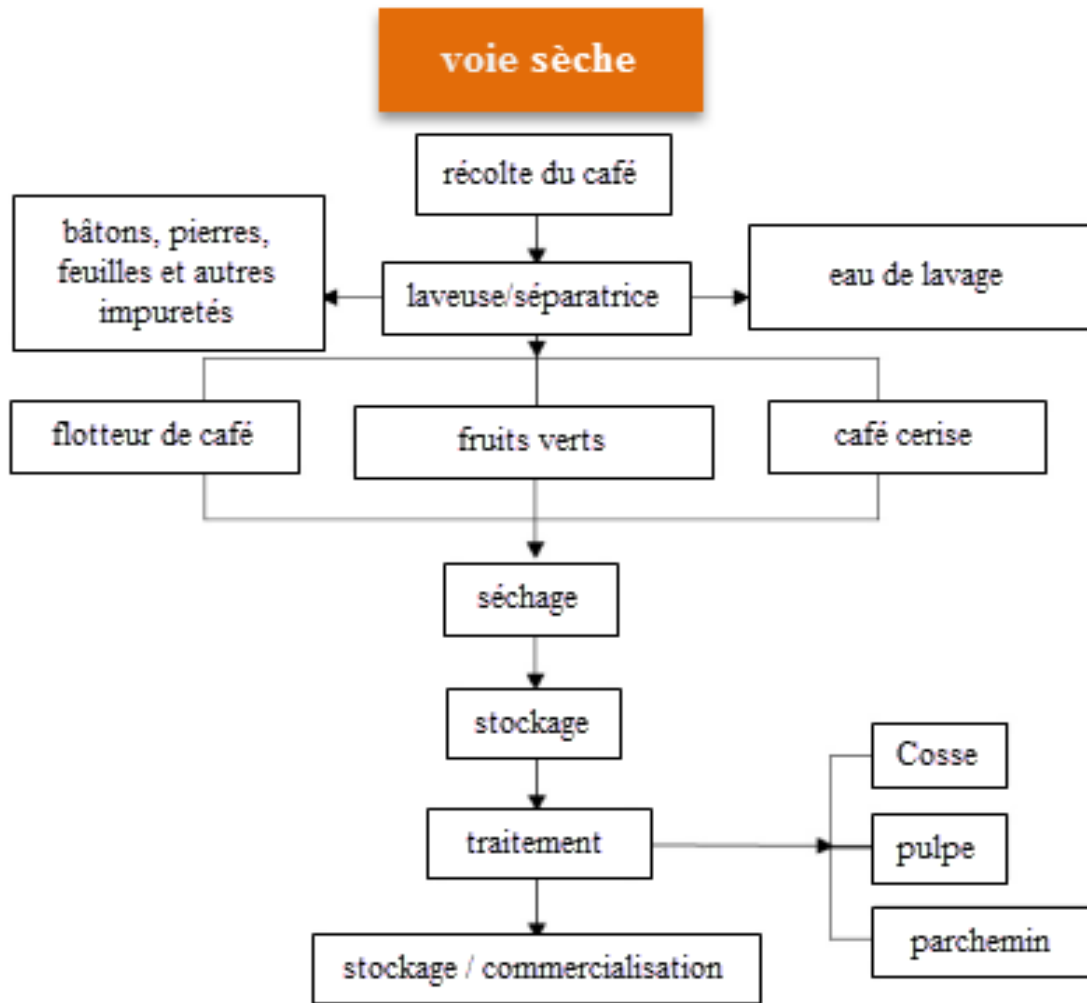 voie sèche
récolte du café
bâtons, pierres,
feuilles et autres
impuretés
laveuse/séparatrice
eau de lavage
flotteur de café
fruits verts
café cerise
séchage
stockage
traitement
Cosse
pulpe
parchemin
stockage / commercialisation